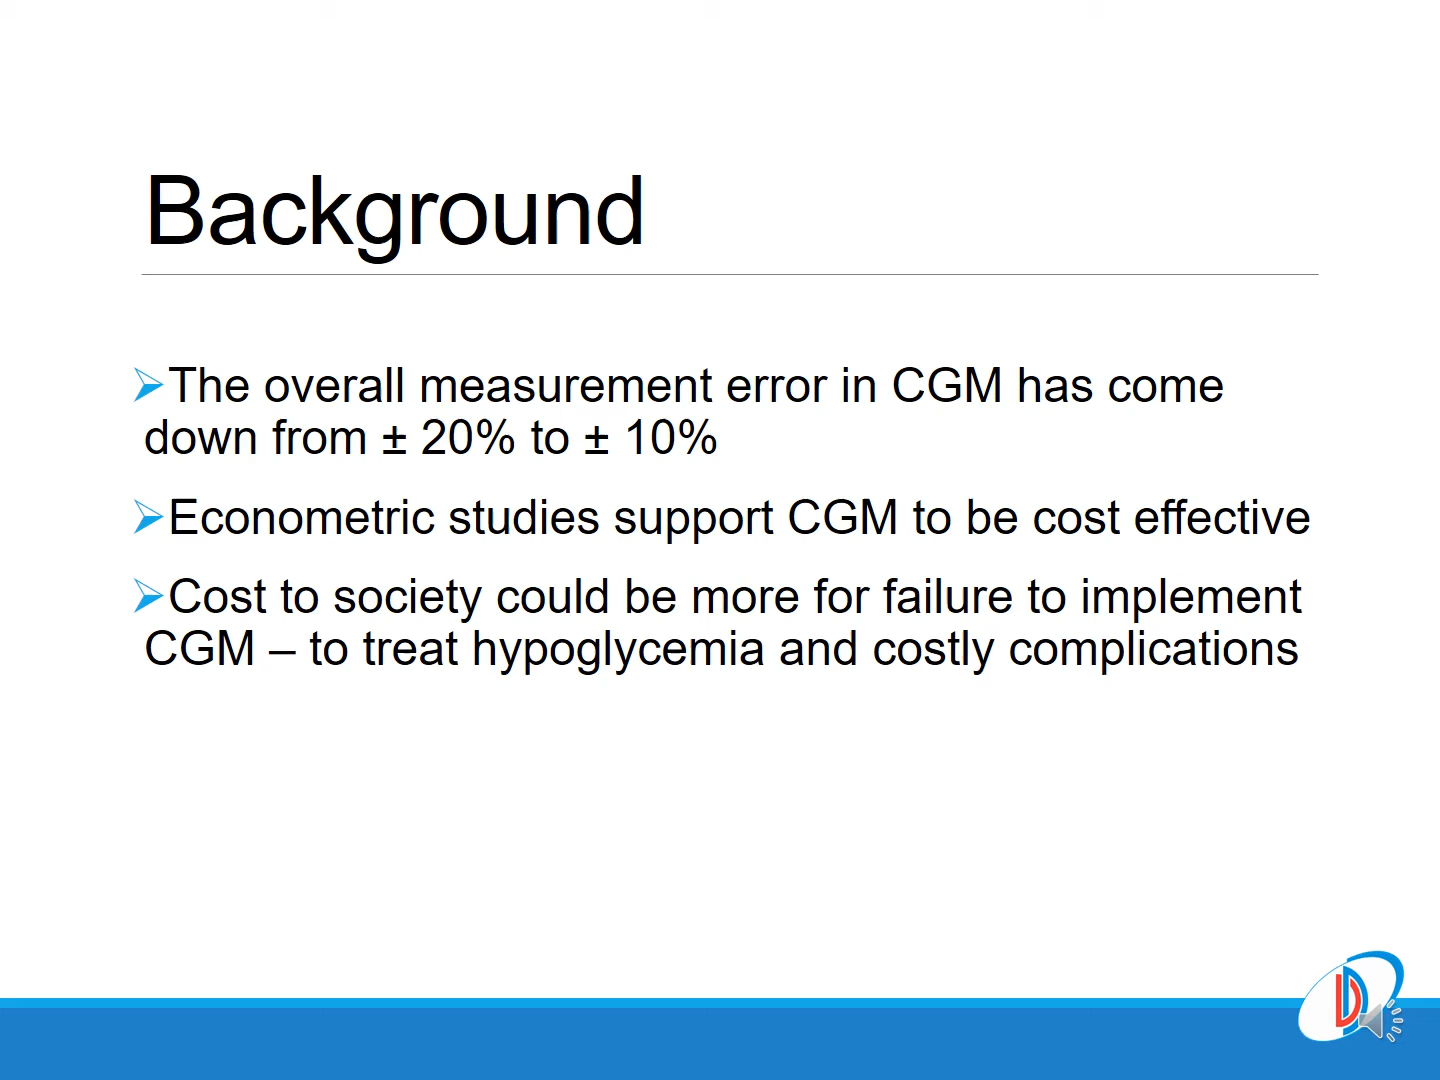 Background
➢The overall measurement error in CGM has come
down from ± 20% to ± 10%
➢Econometric studies support CGM to be cost effective
➢Cost to society could be more for failure to implement
CGM – to treat hypoglycemia and costly complications